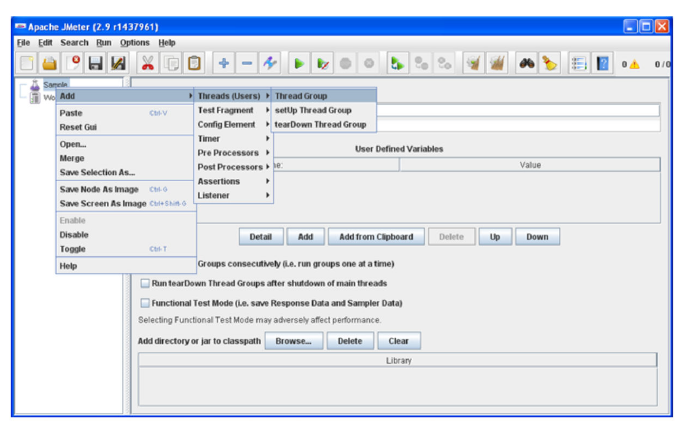 Apache JMeter (2.9 r1437961)
File Edit Search Run Options Help
0 0/0
Sample
Wo
Add
Paste Ctrl-V
Reset Gui
Open...
Merge
Save Selection As...
Save Node As Image Ctrl-G
Save Screen As Image Ctrl+Shift-G
Enable
Disable
Toggle Ctrl-T
Help
Threads (Users)
Test Fragment
Config Element
Timer
Pre Processors
Post Processors
Assertions
Listener
Thread Group
setUp Thread Group
tearDown Thread Group
User Defined Variables
ne: Value
Detail Add Add from Clipboard Delete Up Down
Groups consecutively (i.e. run groups one at a time)
Run tearDown Thread Groups after shutdown of main threads
Functional Test Mode (i.e. save Response Data and Sampler Data)
Selecting Functional Test Mode may adversely affect performance.
Add directory or jar to classpath Browse... Delete Clear
Library